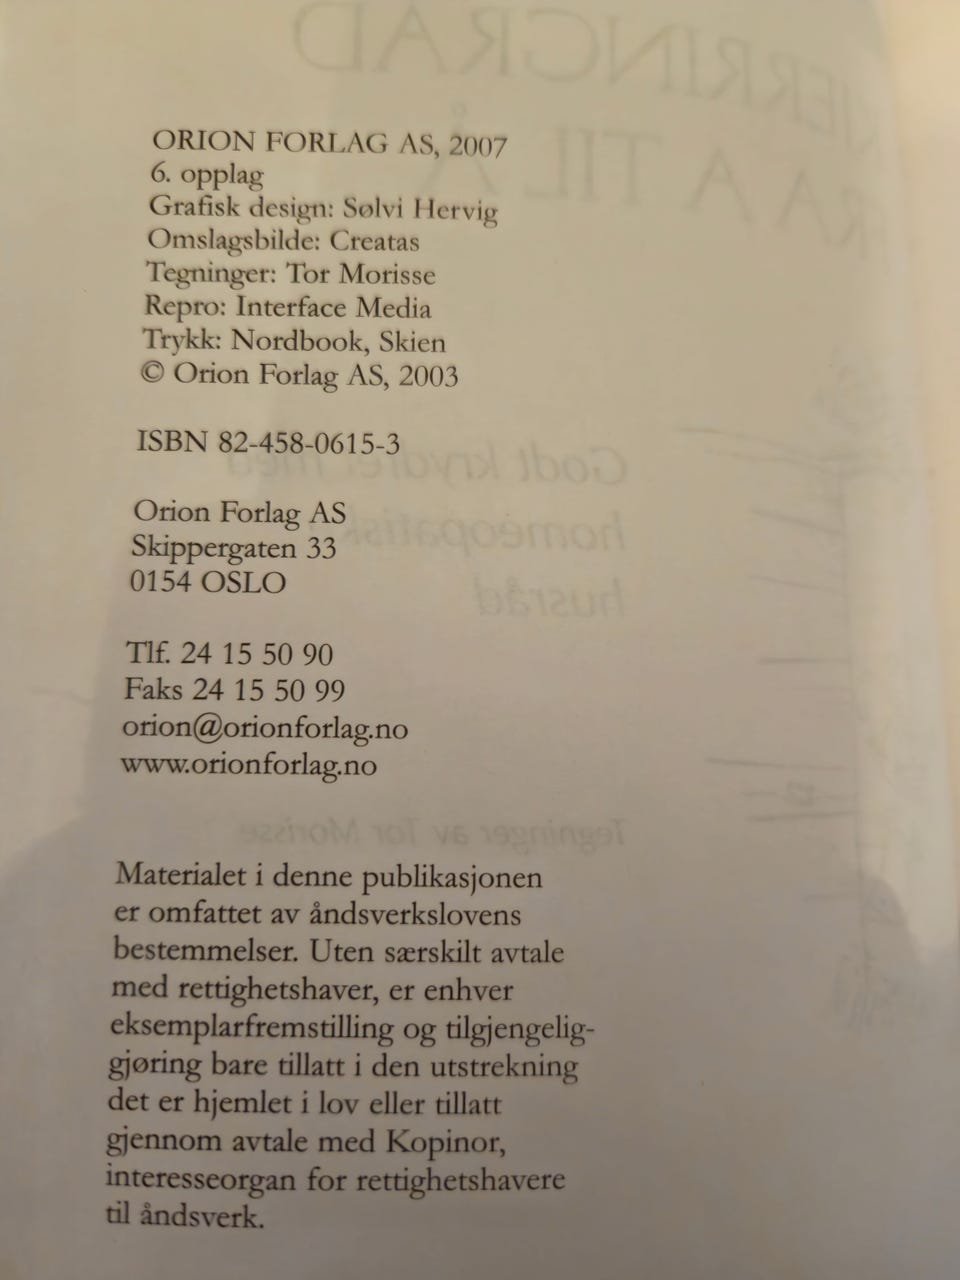 ORION FORLAG AS, 2007
6. opplag
Grafisk design: Sølvi Hervig
Omslagsbilde: Creatas
Tegninger: Tor Morisse
Repro: Interface Media
Trykk: Nordbook, Skien
© Orion Forlag AS, 2003
ISBN 82-458-0615-3
Orion Forlag AS
Skippergaten 33
0154 OSLO
Tlf. 24 15 50 90
Faks 24 15 50 99
orion@orionforlag.no
www.orionforlag.no
Materialet i denne publikasjonen
er omfattet av åndsverkslovens
bestemmelser. Uten særskilt avtale
med rettighetshaver, er enhver
eksemplarfremstilling og tilgjengelig-
gjøring bare tillatt i den utstrekning
det er hjemlet i lov eller tillatt
gjennom avtale med Kopinor,
interesseorgan for rettighetshavere
til åndsverk.